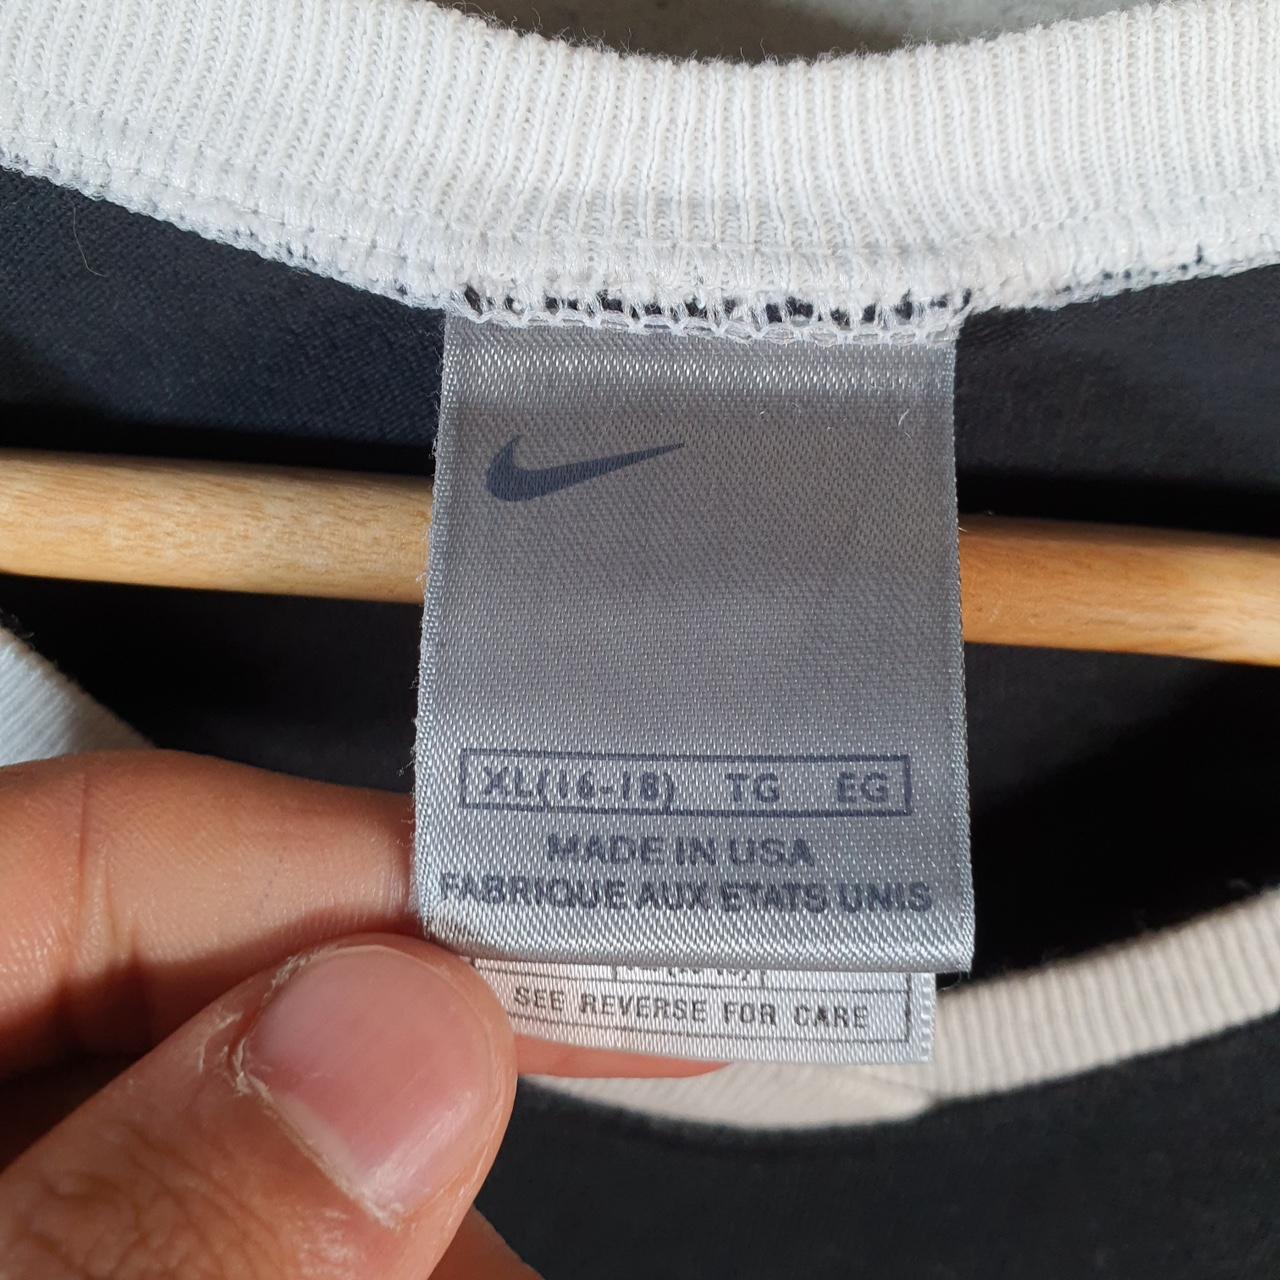 XL(16-18) TG EG
MADE IN USA
FABRIQUE AUX ETATS UNIS
SEE REVERSE FOR CARE